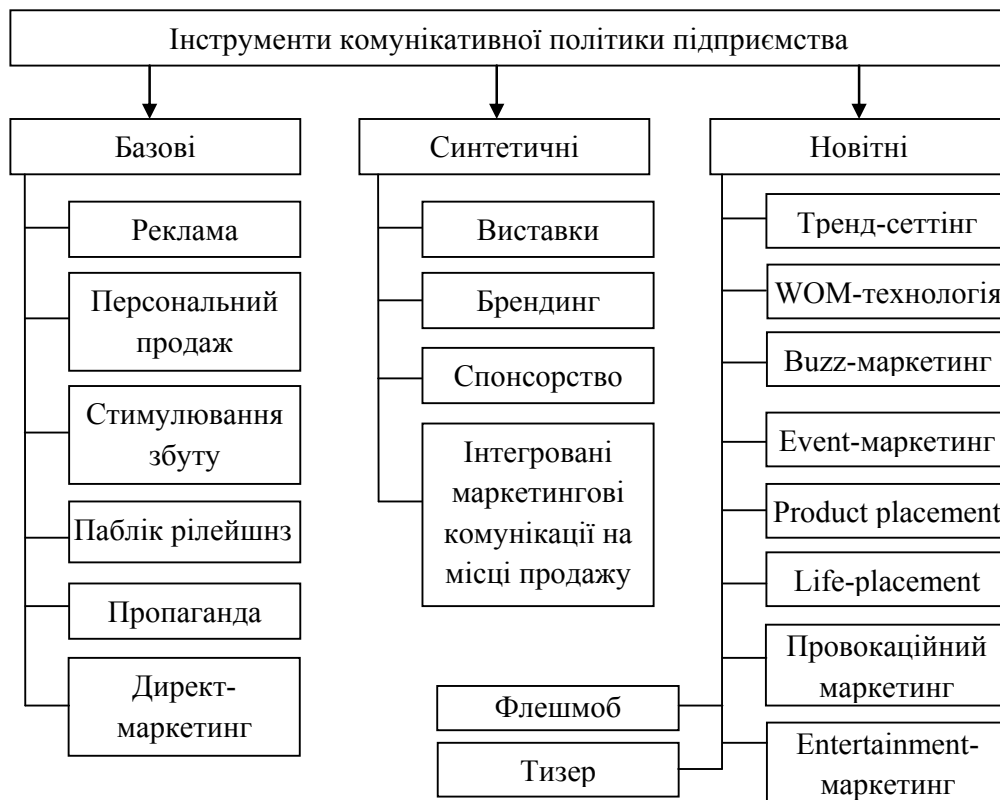 Інструменти комунікативної політики підприємства
Базові
Реклама
Персональний
продаж
Стимулювання
збуту
Паблік рілейшнз
Пропаганда
Директ-
маркетинг
Синтетичні
Виставки
Брендинг
Спонсорство
Інтегровані
маркетингові
комунікації на
місці продажу
Новітні
Тренд-сеттінг
WOM-технологія
Buzz-маркетинг
Event-маркетинг
Product placement
Life-placement
Провокаційний
маркетинг
Entertainment-
маркетинг
Флешмоб
Тизер